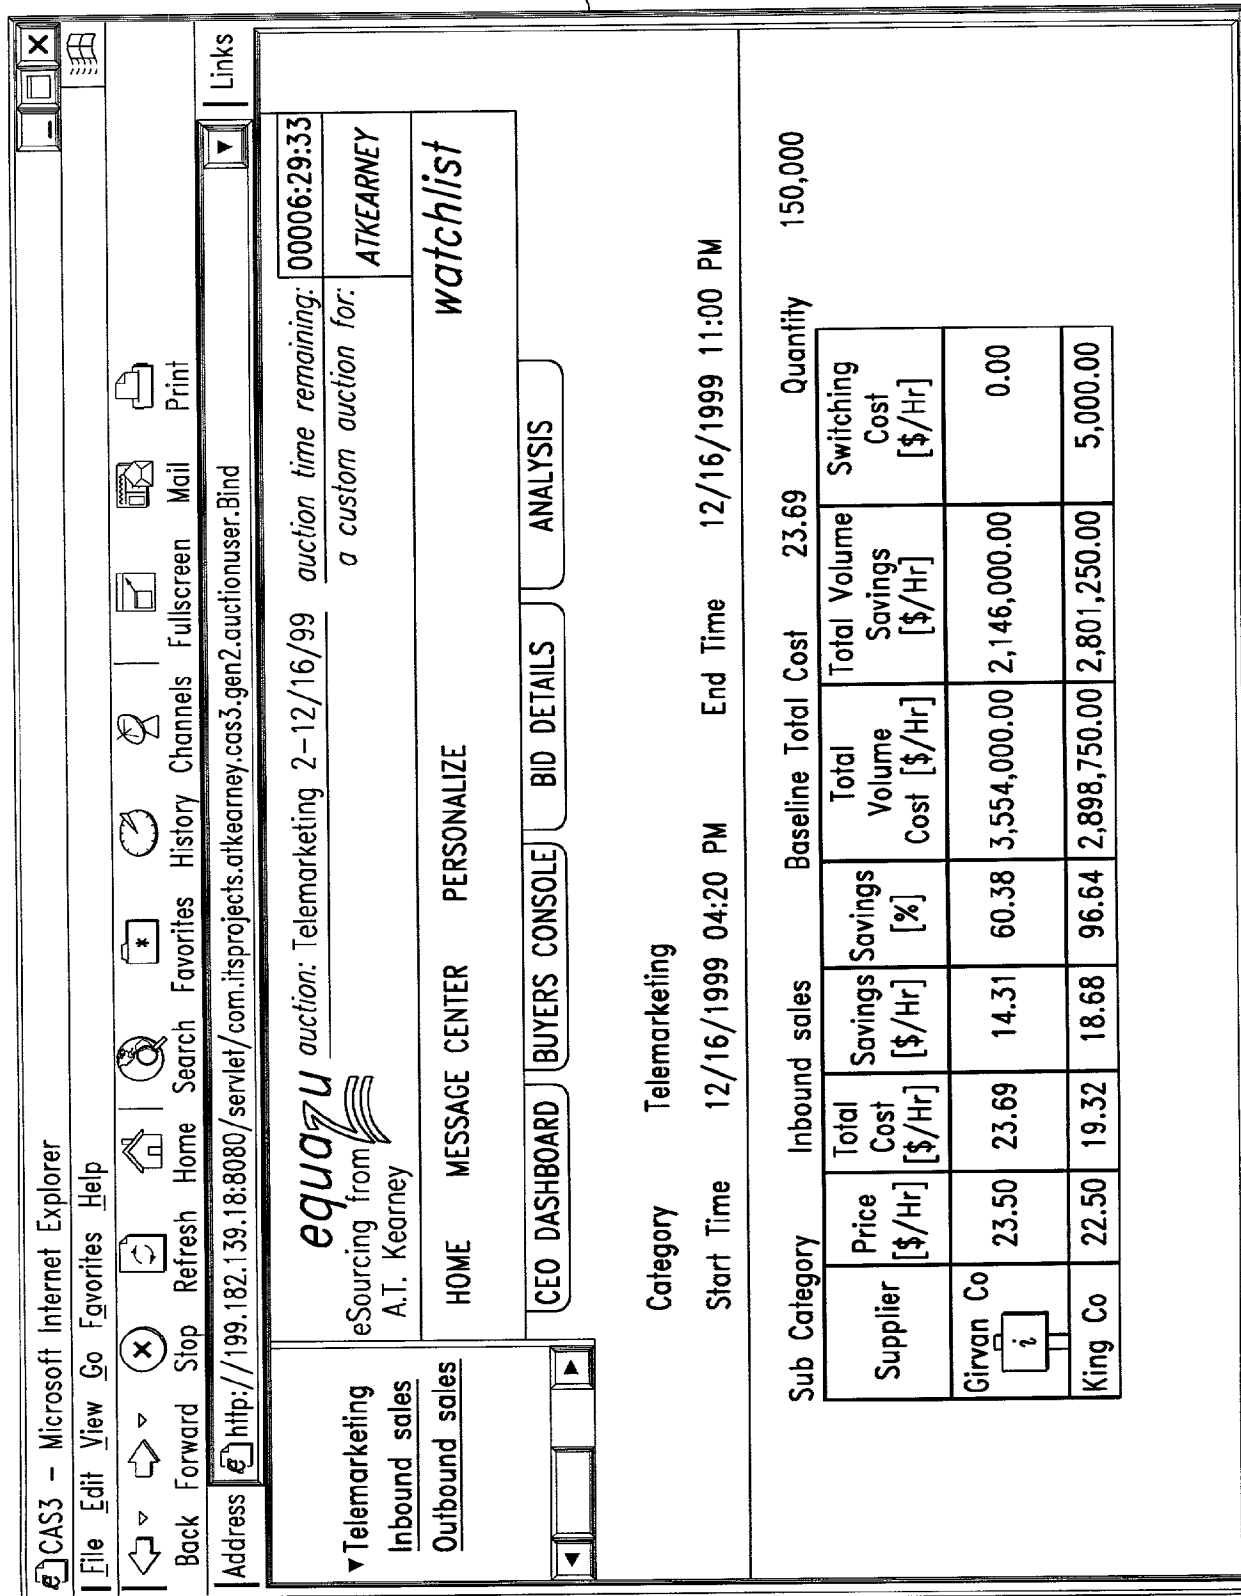 CAS3 – Microsoft Internet Explorer
File Edit View Go Favorites Help
Back Forward Stop Refresh Home Search Favorites History Channels Fullscreen Mail Print
Address http://199.182.139.18:8080/servlet/com.itsprojects.atkearney.cas3.gen2.auctionuser.Bind Links
▾Telemarketing
Inbound sales
Outbound sales
equazu
eSourcing from
A.T. Kearney
auction: Telemarketing 2–12/16/99 auction time remaining: 00006:29:33
a custom auction for: ATKEARNEY
HOME MESSAGE CENTER PERSONALIZE watchlist
CEO DASHBOARD BUYERS CONSOLE BID DETAILS ANALYSIS
Category Telemarketing
Start Time 12/16/1999 04:20 PM End Time 12/16/1999 11:00 PM
Sub Category Inbound sales Baseline Total Cost 23.69 Quantity 150,000
Supplier Price [$/Hr] Total Cost [$/Hr] Savings [$/Hr] Savings [%] Total Volume Cost [$/Hr] Total Volume Savings [$/Hr] Switching Cost [$/Hr]
Girvan Co i 23.50 23.69 14.31 60.38 3,554,000.00 2,146,000.00 0.00
King Co 22.50 19.32 18.68 96.64 2,898,750.00 2,801,250.00 5,000.00